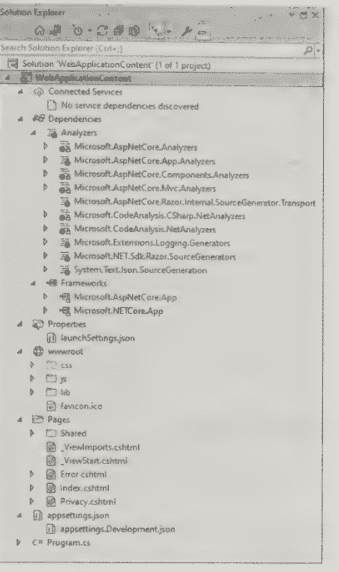 Solution Explorer
Search Solution Explorer (Ctrl+;)
Solution 'WebApplicationContent' (1 of 1 project)
WebApplicationContent
Connected Services
No service dependencies discovered
Dependencies
Analyzers
Microsoft.AspNetCore.Analyzers
Microsoft.AspNetCore.App.Analyzers
Microsoft.AspNetCore.Components.Analyzers
Microsoft.AspNetCore.Mvc.Analyzers
Microsoft.AspNetCore.Razor.Internal.SourceGenerator.Transport
Microsoft.CodeAnalysis.CSharp.NetAnalyzers
Microsoft.CodeAnalysis.NetAnalyzers
Microsoft.Extensions.Logging.Generators
Microsoft.NET.Sdk.Razor.SourceGenerators
System.Text.Json.SourceGeneration
Frameworks
Microsoft.AspNetCore.App
Microsoft.NETCore.App
Properties
launchSettings.json
wwwroot
css
js
lib
favicon.ico
Pages
Shared
_ViewImports.cshtml
_ViewStart.cshtml
Error.cshtml
Index.cshtml
Privacy.cshtml
appsettings.json
appsettings.Development.json
C# Program.cs